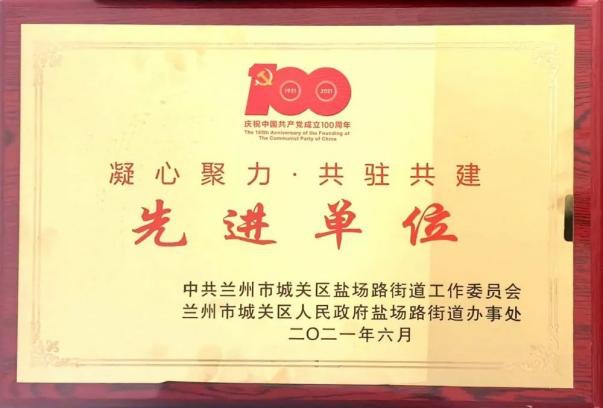 100
1921 2021
庆祝中国共产党成立100周年
The 100th Anniversary of the Founding of
The Communist Party of China
凝心聚力·共驻共建
先进单位
中共兰州市城关区盐场路街道工作委员会
兰州市城关区人民政府盐场路街道办事处
二〇二一年六月